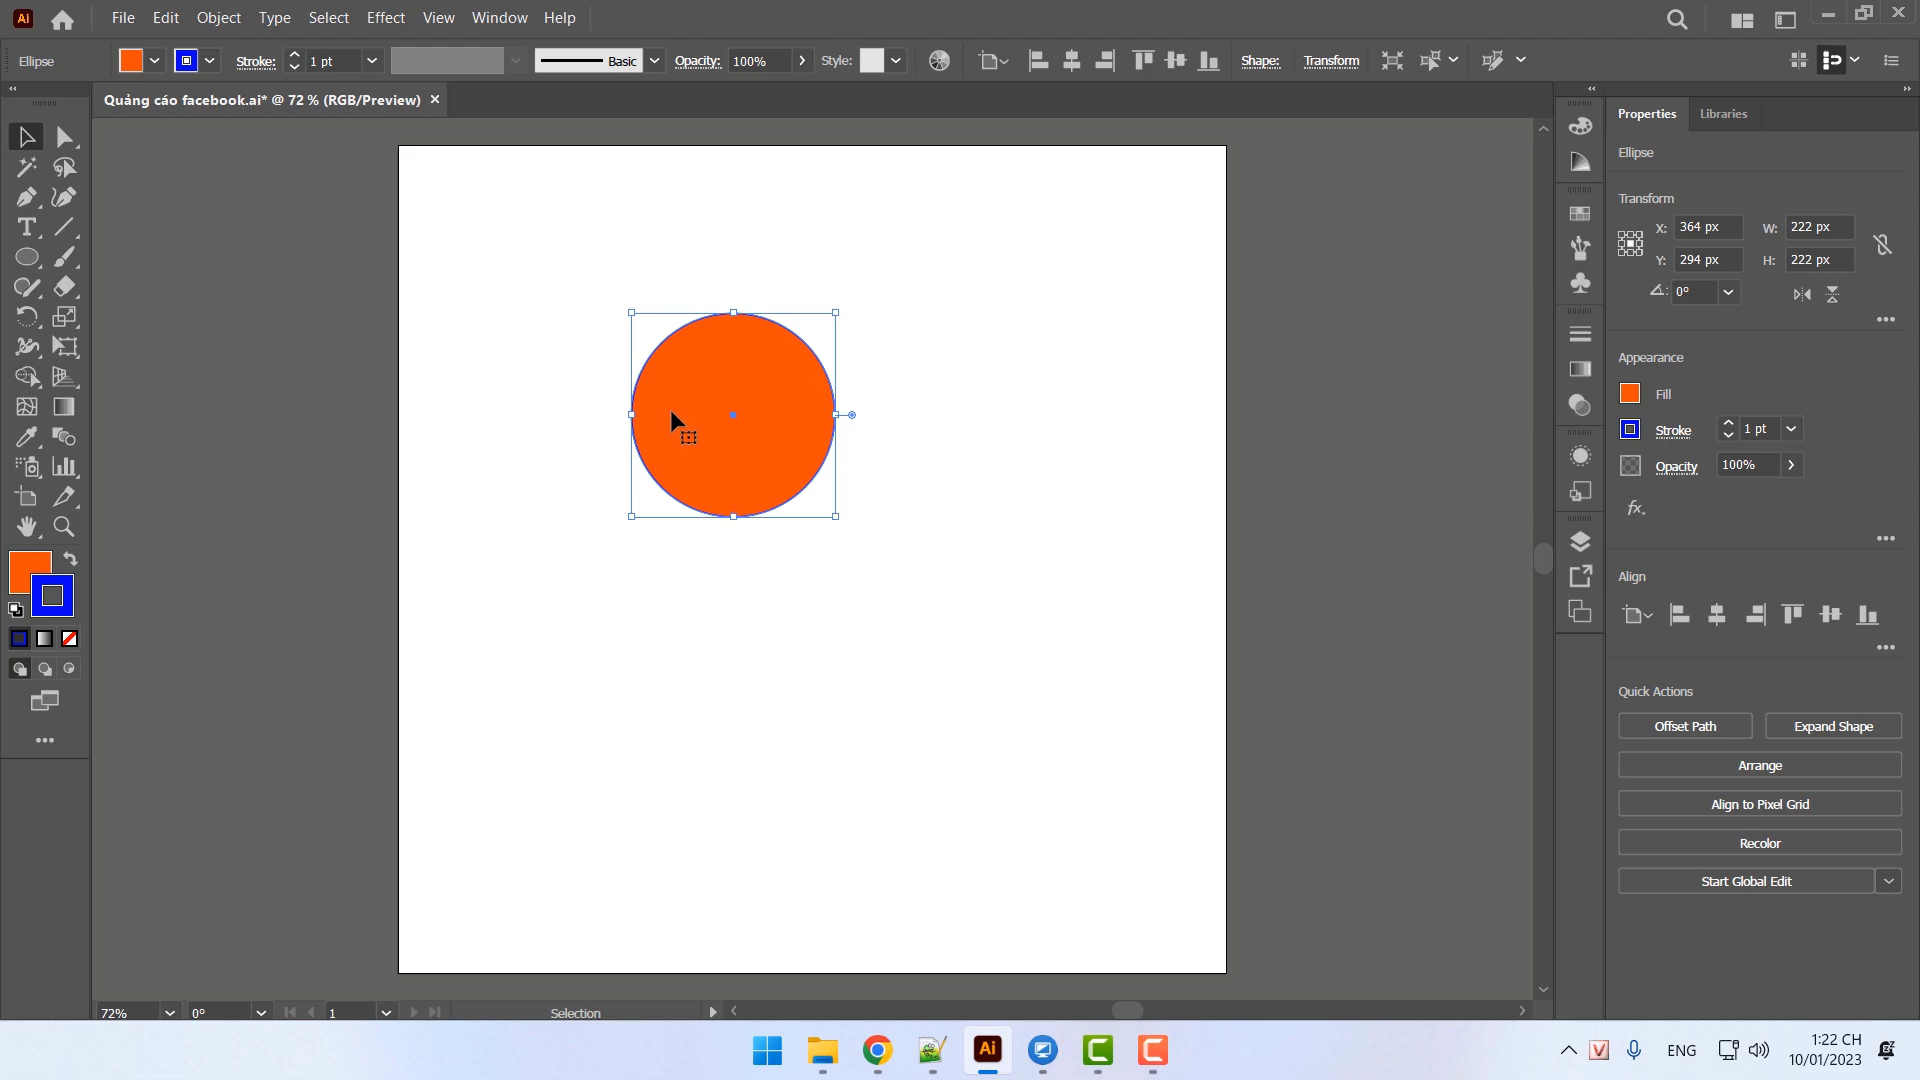 Ai File Edit Object Type Select Effect View Window Help
Ellipse Stroke: 1 pt Basic Opacity: 100% Style: Shape: Transform
Quảng cáo facebook.ai* @ 72 % (RGB/Preview) ×
Properties Libraries
Ellipse
Transform
X: 364 px W: 222 px
Y: 294 px H: 222 px
0°
Appearance
Fill
Stroke 1 pt
Opacity 100%
fx.
Align
Quick Actions
Offset Path Expand Shape
Arrange
Align to Pixel Grid
Recolor
Start Global Edit
72% 0° 1 Selection
Ai V ENG 1:22 CH
10/01/2023